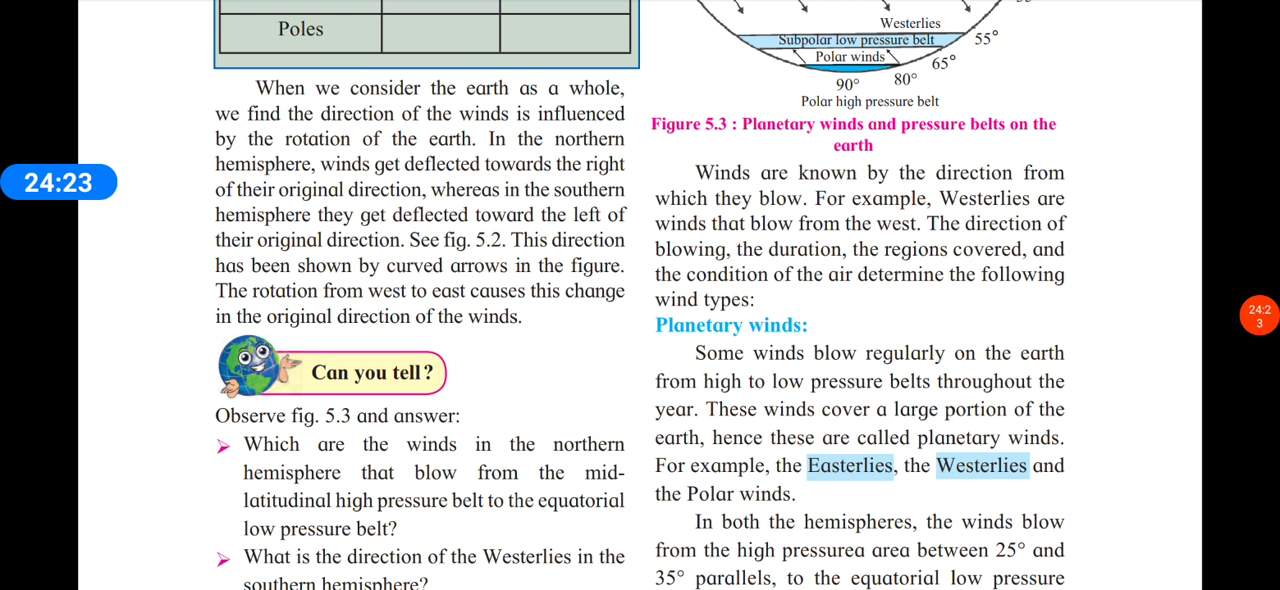 Poles
When we consider the earth as a whole,
we find the direction of the winds is influenced
by the rotation of the earth. In the northern
hemisphere, winds get deflected towards the right
of their original direction, whereas in the southern
hemisphere they get deflected toward the left of
their original direction. See fig. 5.2. This direction
has been shown by curved arrows in the figure.
The rotation from west to east causes this change
in the original direction of the winds.
Can you tell?
Observe fig. 5.3 and answer:
Which are the winds in the northern
hemisphere that blow from the mid-
latitudinal high pressure belt to the equatorial
low pressure belt?
What is the direction of the Westerlies in the
southern hemisphere?
Westerlies
Subpolar low pressure belt
55°
Polar winds
65°
80°
90°
Polar high pressure belt
Figure 5.3 : Planetary winds and pressure belts on the
earth
Winds are known by the direction from
which they blow. For example, Westerlies are
winds that blow from the west. The direction of
blowing, the duration, the regions covered, and
the condition of the air determine the following
wind types:
Planetary winds:
Some winds blow regularly on the earth
from high to low pressure belts throughout the
year. These winds cover a large portion of the
earth, hence these are called planetary winds.
For example, the Easterlies, the Westerlies and
the Polar winds.
In both the hemispheres, the winds blow
from the high pressurea area between 25° and
35° parallels, to the equatorial low pressure
24:23
24:2
3